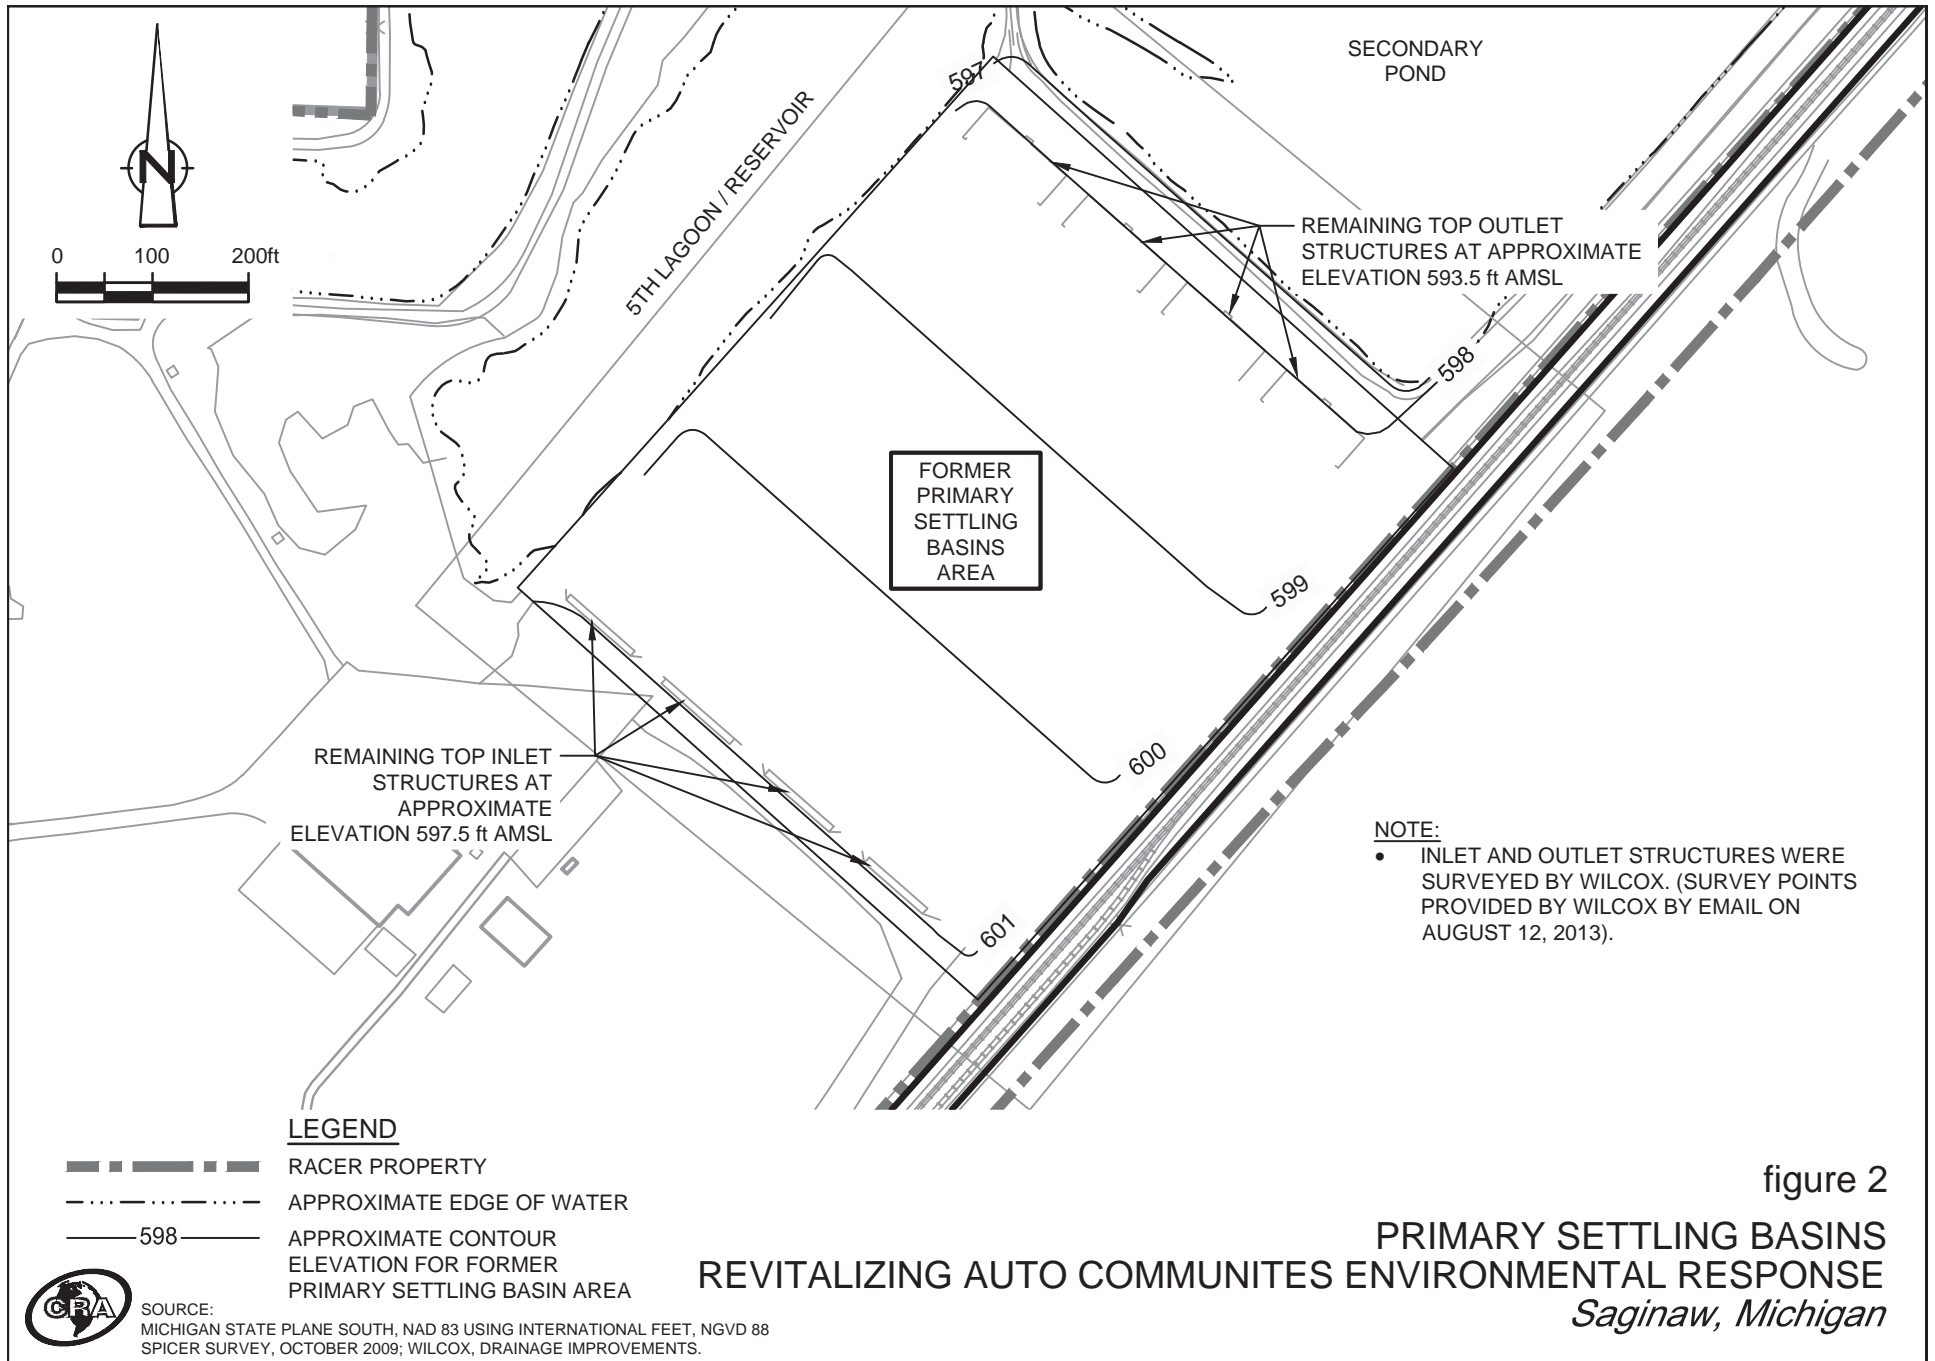 SECONDARY
POND
597
5TH LAGOON / RESERVOIR
N
0 100 200ft
REMAINING TOP OUTLET
STRUCTURES AT APPROXIMATE
ELEVATION 593.5 ft AMSL
598
FORMER
PRIMARY
SETTLING
BASINS
AREA
599
600
601
REMAINING TOP INLET
STRUCTURES AT
APPROXIMATE
ELEVATION 597.5 ft AMSL
NOTE:
• INLET AND OUTLET STRUCTURES WERE
SURVEYED BY WILCOX. (SURVEY POINTS
PROVIDED BY WILCOX BY EMAIL ON
AUGUST 12, 2013).
LEGEND
RACER PROPERTY
APPROXIMATE EDGE OF WATER
598
APPROXIMATE CONTOUR
ELEVATION FOR FORMER
PRIMARY SETTLING BASIN AREA
CRA
SOURCE:
MICHIGAN STATE PLANE SOUTH, NAD 83 USING INTERNATIONAL FEET, NGVD 88
SPICER SURVEY, OCTOBER 2009; WILCOX, DRAINAGE IMPROVEMENTS.
figure 2
PRIMARY SETTLING BASINS
REVITALIZING AUTO COMMUNITES ENVIRONMENTAL RESPONSE
Saginaw, Michigan